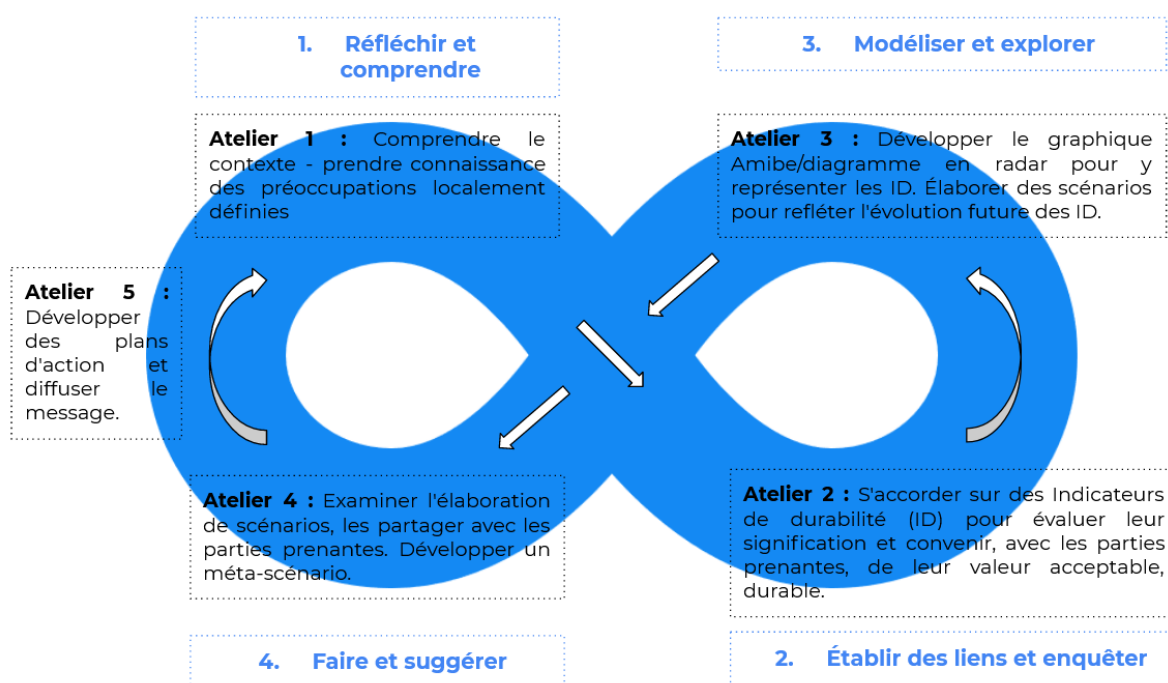 1. Réfléchir et
comprendre
3. Modéliser et explorer
Atelier 1 : Comprendre le
contexte - prendre connaissance
des préoccupations localement
définies
Atelier 3 : Développer le graphique
Amibe/diagramme en radar pour y
représenter les ID. Élaborer des scénarios
pour refléter l'évolution future des ID.
Atelier 5 :
Développer
des plans
d'action et
diffuser le
message.
Atelier 4 : Examiner l'élaboration
de scénarios, les partager avec les
parties prenantes. Développer un
méta-scénario.
Atelier 2 : S'accorder sur des Indicateurs
de durabilité (ID) pour évaluer leur
signification et convenir, avec les parties
prenantes, de leur valeur acceptable,
durable.
4. Faire et suggérer
2. Établir des liens et enquêter